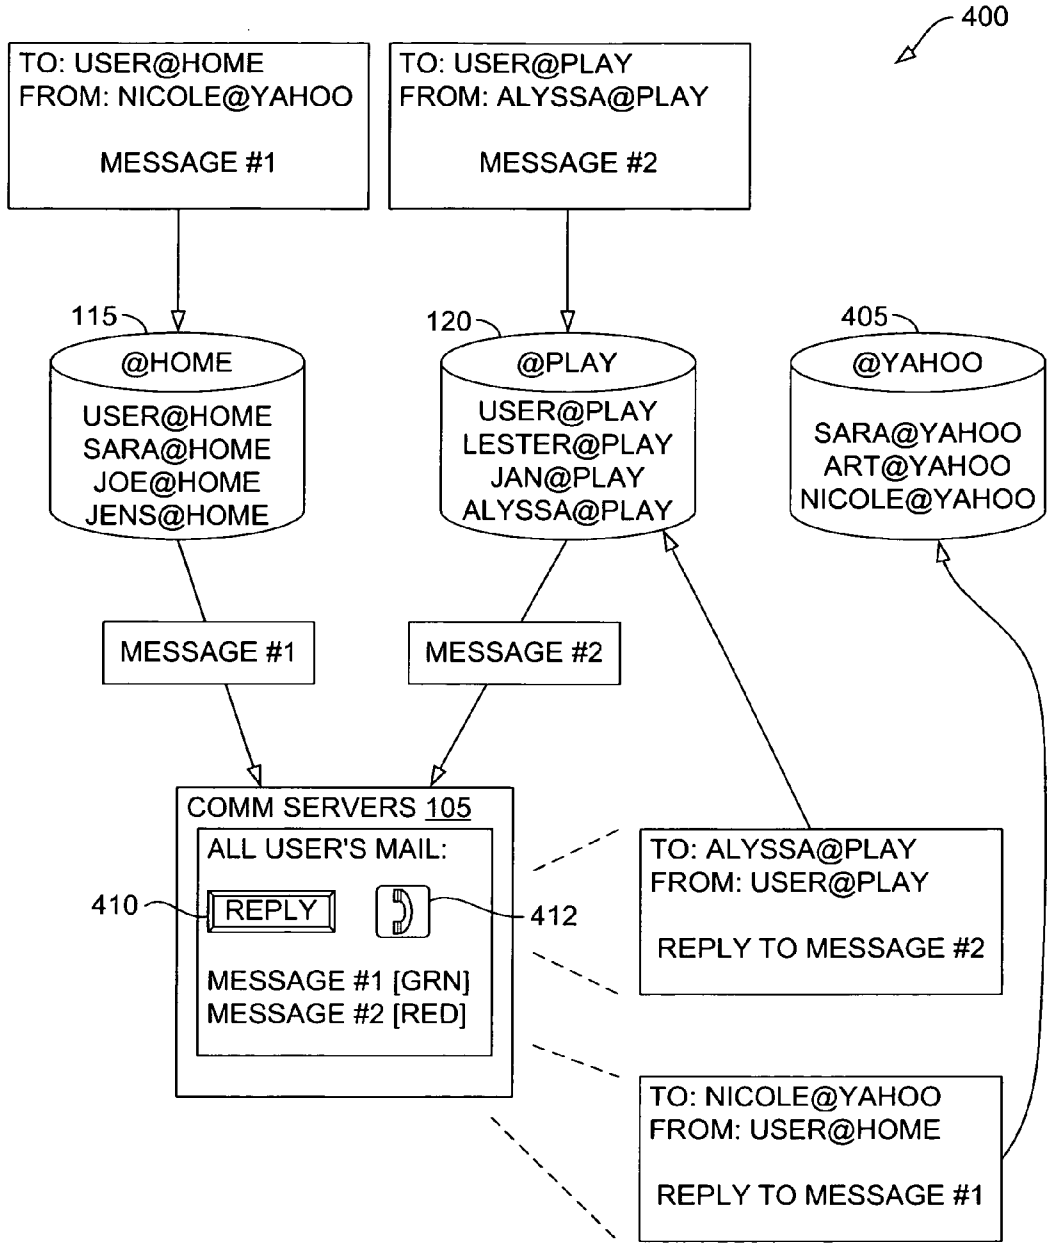 400
TO: USER@HOME
FROM: NICOLE@YAHOO
MESSAGE #1
TO: USER@PLAY
FROM: ALYSSA@PLAY
MESSAGE #2
115
@HOME
USER@HOME
SARA@HOME
JOE@HOME
JENS@HOME
120
@PLAY
USER@PLAY
LESTER@PLAY
JAN@PLAY
ALYSSA@PLAY
405
@YAHOO
SARA@YAHOO
ART@YAHOO
NICOLE@YAHOO
MESSAGE #1
MESSAGE #2
COMM SERVERS 105
ALL USER'S MAIL:
410
REPLY
412
MESSAGE #1 [GRN]
MESSAGE #2 [RED]
TO: ALYSSA@PLAY
FROM: USER@PLAY
REPLY TO MESSAGE #2
TO: NICOLE@YAHOO
FROM: USER@HOME
REPLY TO MESSAGE #1